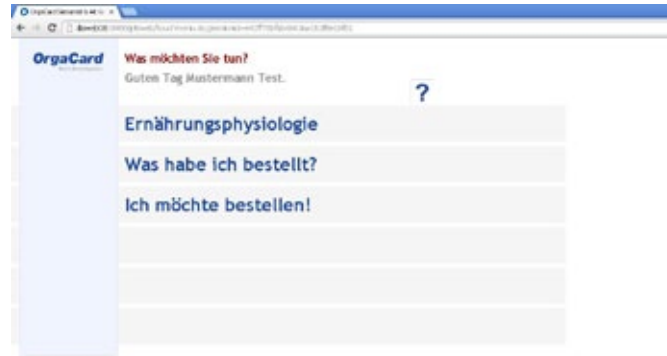 OrgaCard
Was möchten Sie tun?
Guten Tag Mustermann Test.
?
Ernährungsphysiologie
Was habe ich bestellt?
Ich möchte bestellen!